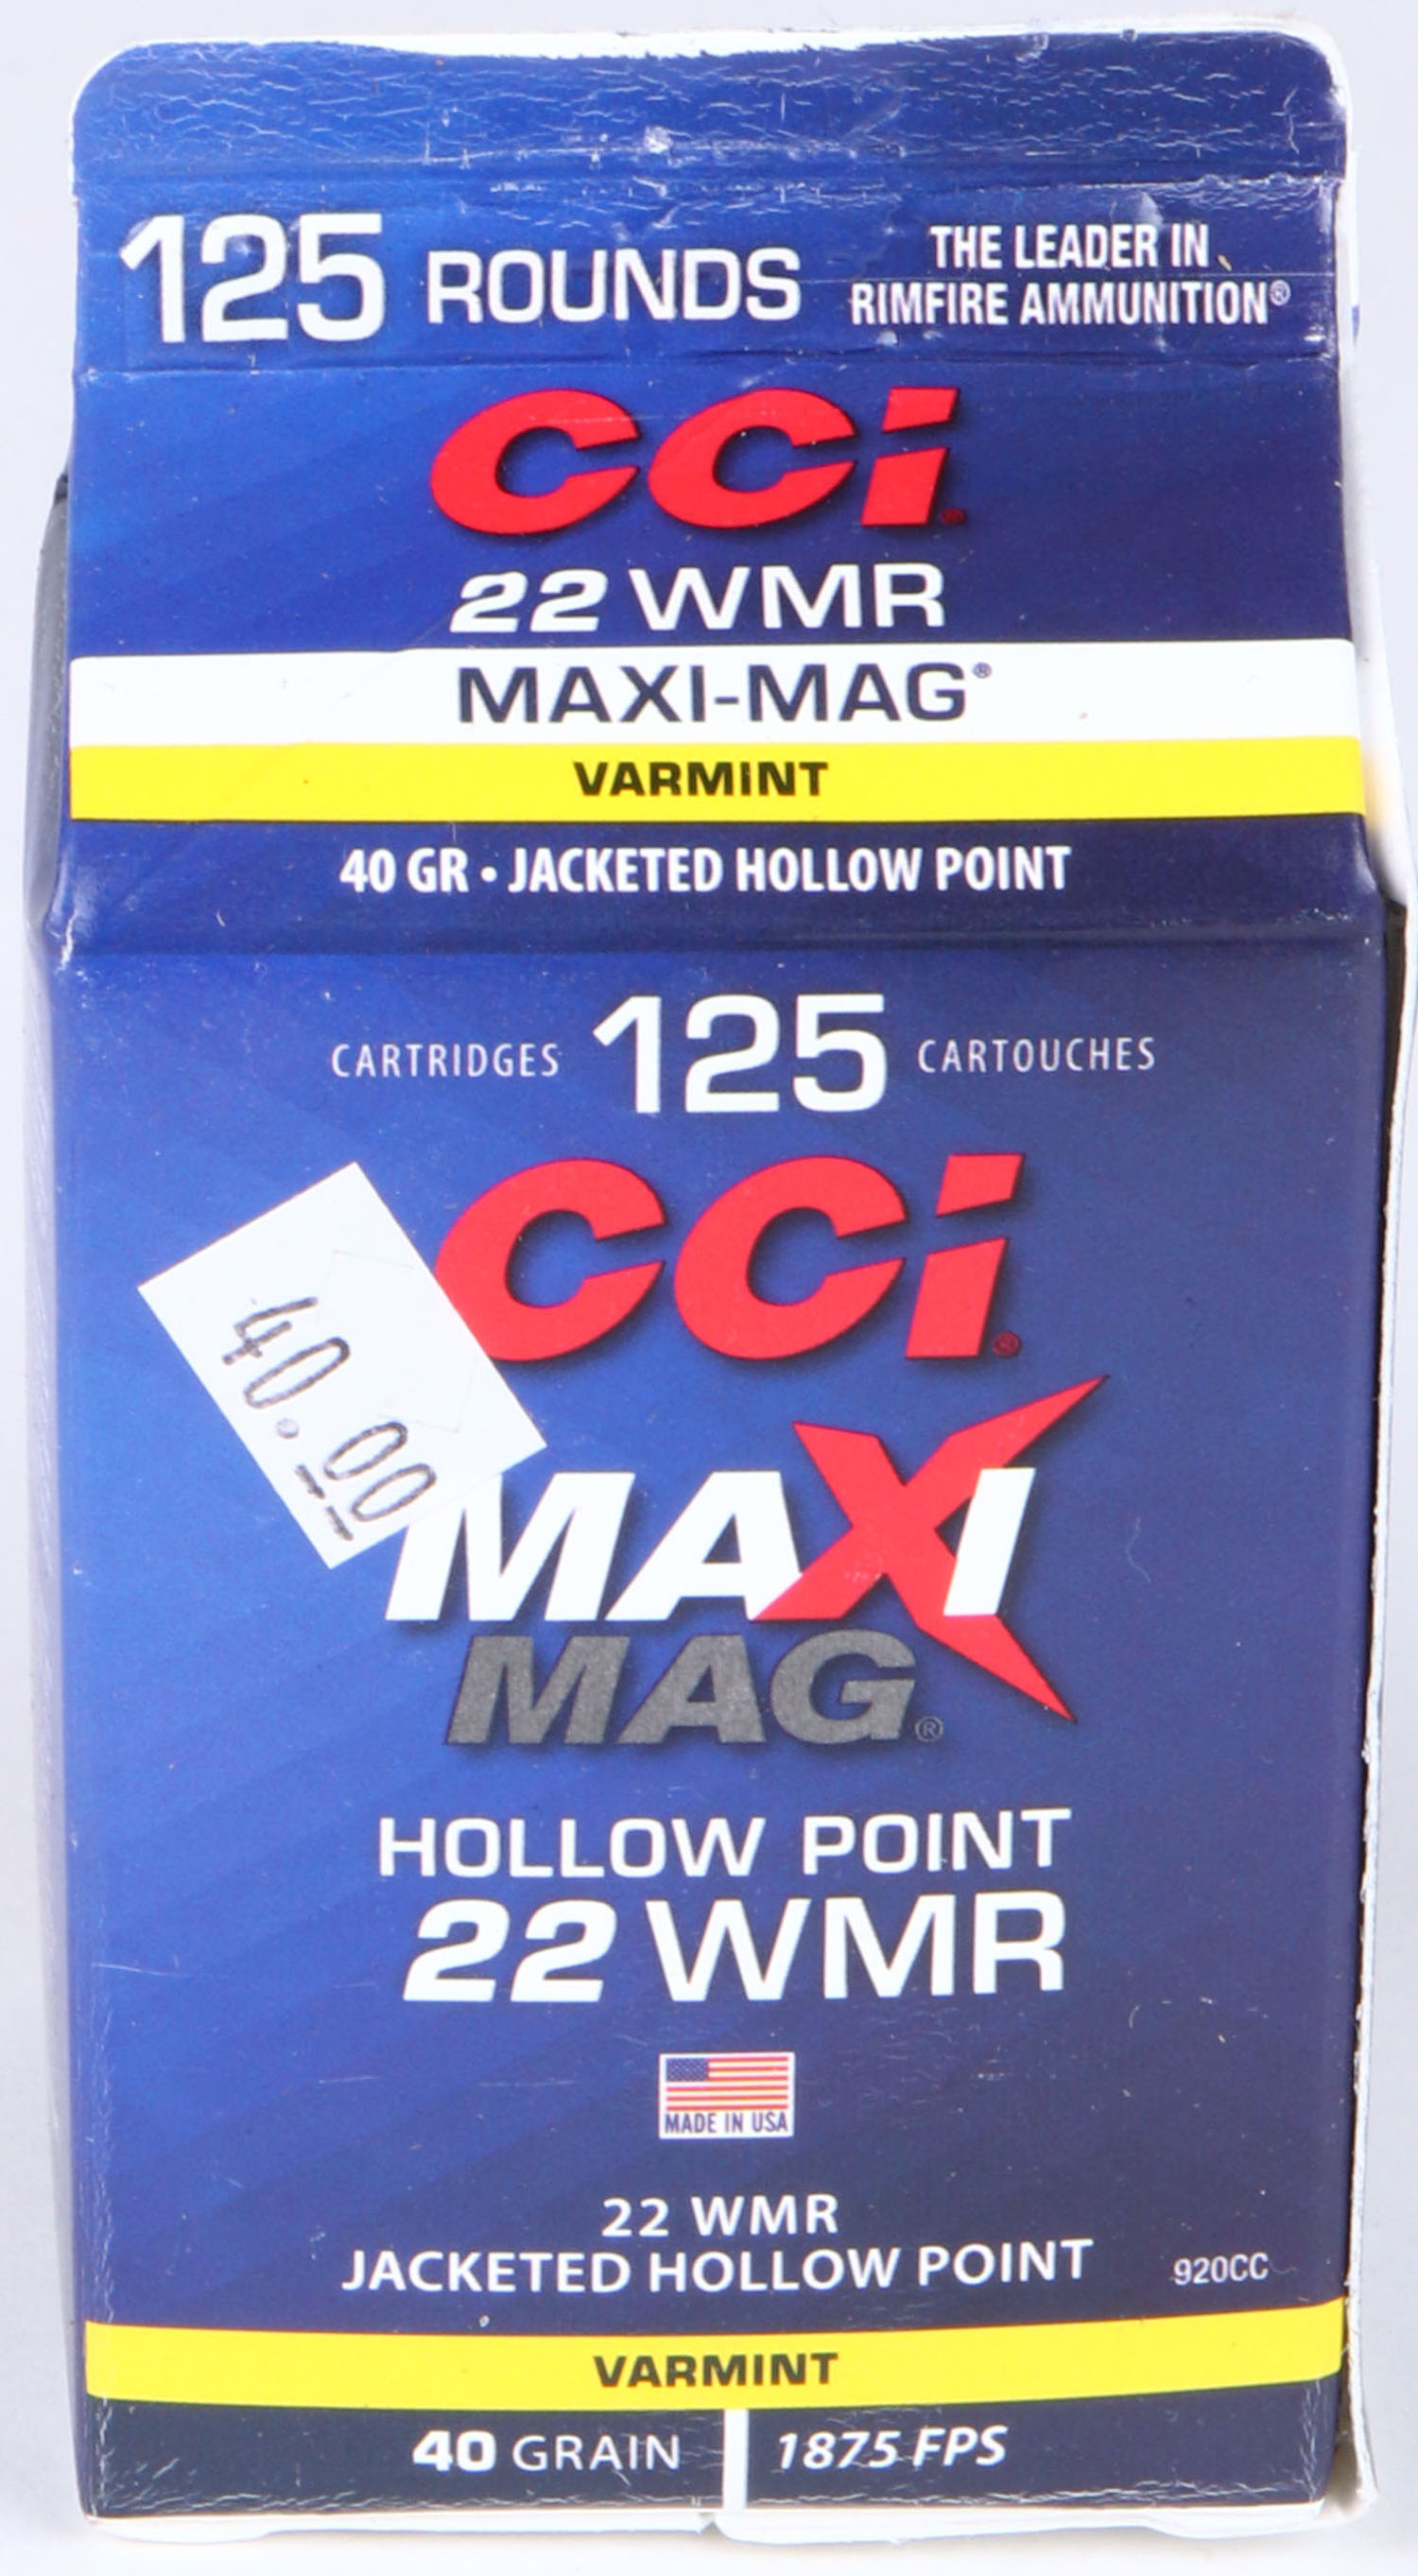 125 ROUNDS
THE LEADER IN
RIMFIRE AMMUNITION®
CCi®
22 WMR
MAXI-MAG®
VARMINT
40 GR • JACKETED HOLLOW POINT
CARTRIDGES 125 CARTOUCHES
CCi®
40.00
MAXI
MAG®
HOLLOW POINT
22 WMR
MADE IN USA
22 WMR
JACKETED HOLLOW POINT
920CC
VARMINT
40 GRAIN
1875 FPS